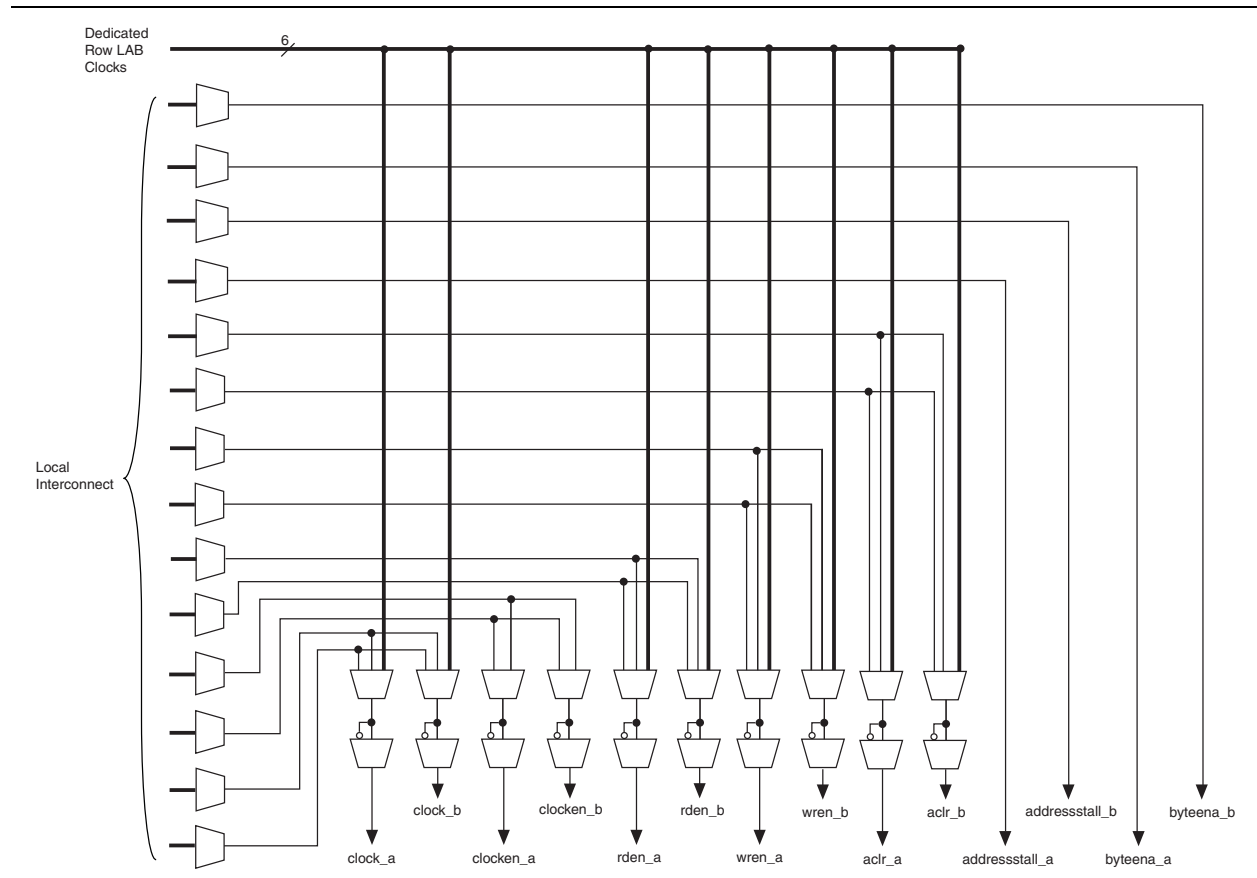 Dedicated
Row LAB
Clocks
6
Local
Interconnect
clock_b
clocken_b
rden_b
wren_b
aclr_b
addressstall_b
byteena_b
clock_a
clocken_a
rden_a
wren_a
aclr_a
addressstall_a
byteena_a